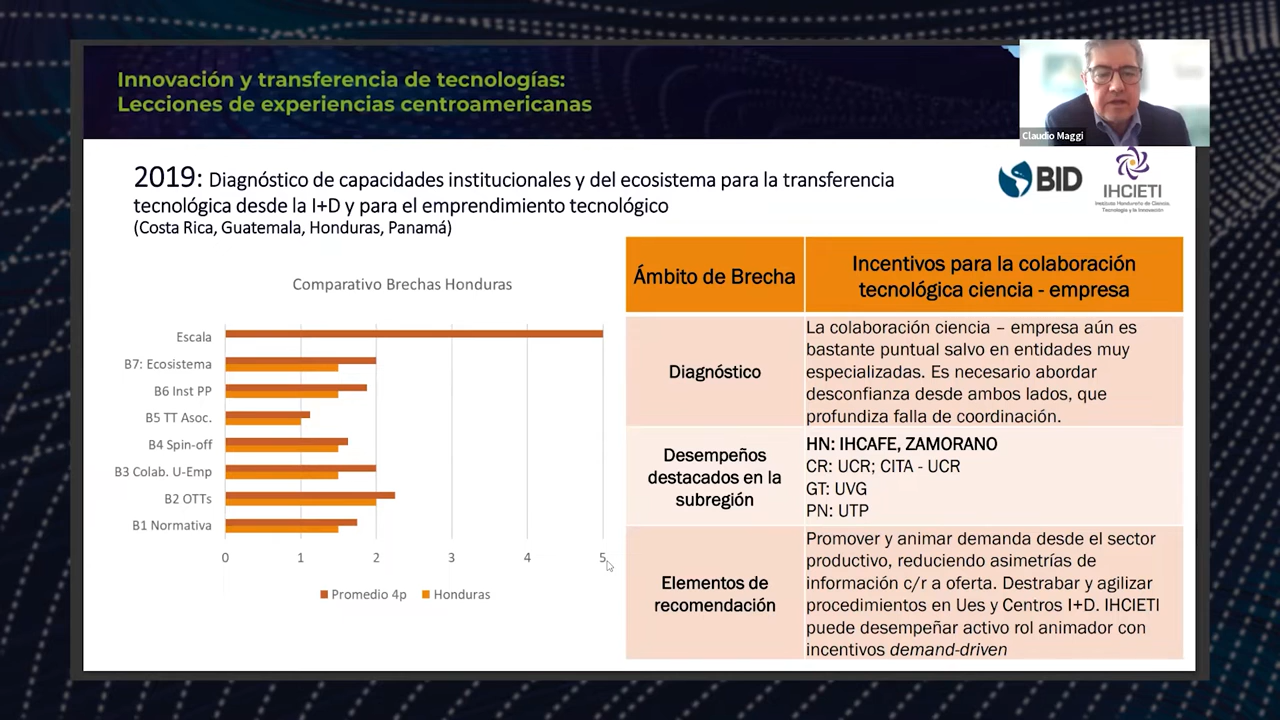 Innovación y transferencia de tecnologías:
Lecciones de experiencias centroamericanas
Claudio Maggi
2019: Diagnóstico de capacidades institucionales y del ecosistema para la transferencia
tecnológica desde la I+D y para el emprendimiento tecnológico
(Costa Rica, Guatemala, Honduras, Panamá)
BID
IHCIETI
Instituto Hondureño de Ciencia,
Tecnología y la Innovación
Comparativo Brechas Honduras
Escala
B7: Ecosistema
B6 Inst PP
B5 TT Asoc.
B4 Spin-off
B3 Colab. U-Emp
B2 OTTs
B1 Normativa
0 1 2 3 4 5
Promedio 4p Honduras
Ámbito de Brecha
Incentivos para la colaboración
tecnológica ciencia - empresa
Diagnóstico
La colaboración ciencia – empresa aún es
bastante puntual salvo en entidades muy
especializadas. Es necesario abordar
desconfianza desde ambos lados, que
profundiza falla de coordinación.
Desempeños
destacados en la
subregión
HN: IHCAFE, ZAMORANO
CR: UCR; CITA - UCR
GT: UVG
PN: UTP
Elementos de
recomendación
Promover y animar demanda desde el sector
productivo, reduciendo asimetrías de
información c/r a oferta. Destrabar y agilizar
procedimientos en Ues y Centros I+D. IHCIETI
puede desempeñar activo rol animador con
incentivos demand-driven